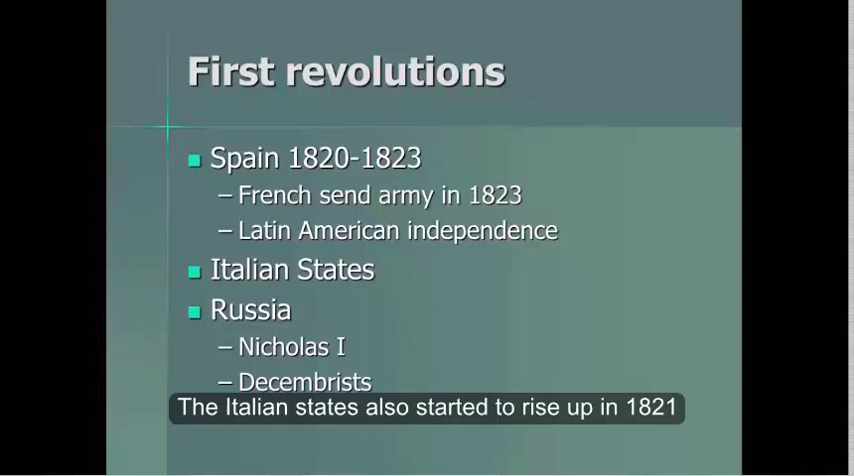 First revolutions
■ Spain 1820-1823
– French send army in 1823
– Latin American independence
■ Italian States
■ Russia
– Nicholas I
– Decembrists
The Italian states also started to rise up in 1821